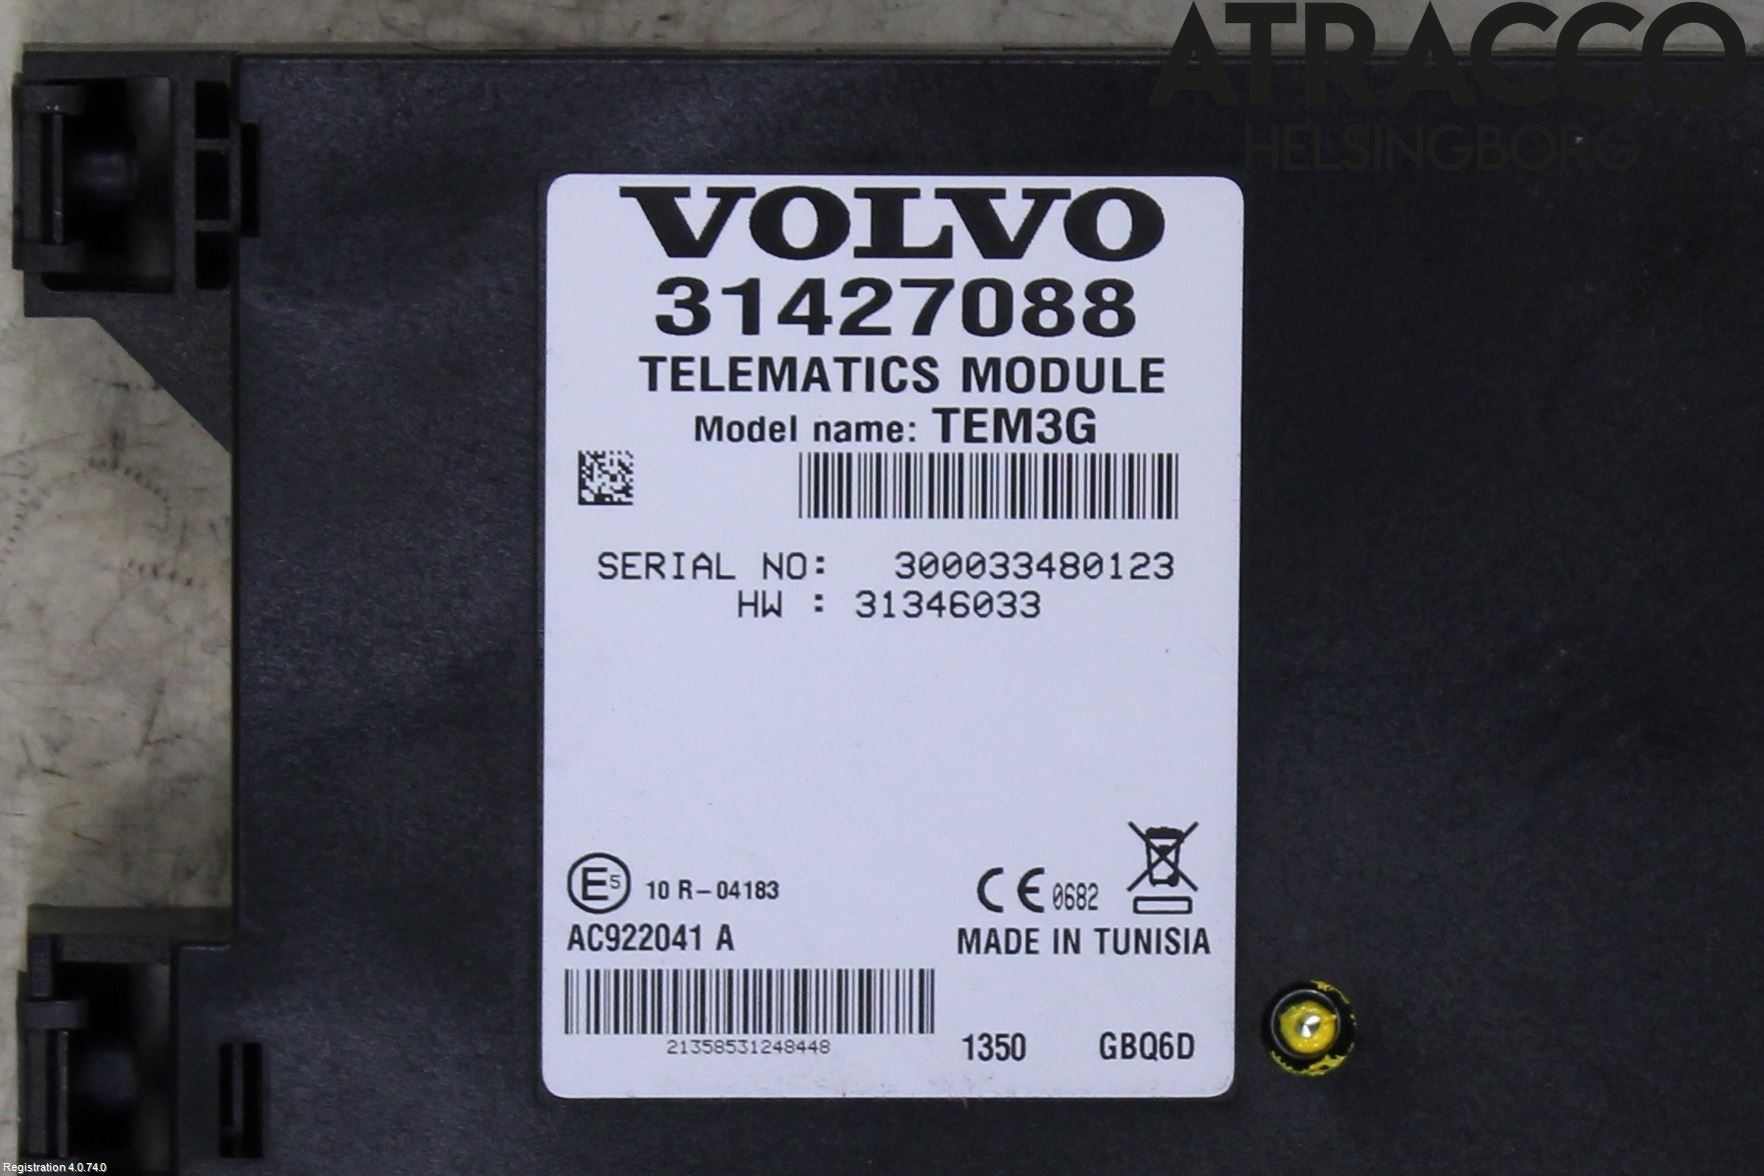 ATRACCO
HELSINGBORG
VOLVO
31427088
TELEMATICS MODULE
Model name: TEM3G
SERIAL NO: 300033480123
HW : 31346033
E5 10 R-04183
CE 0682
AC922041 A
MADE IN TUNISIA
21358531248448
1350 GBQ6D
Registration 4.0.74.0